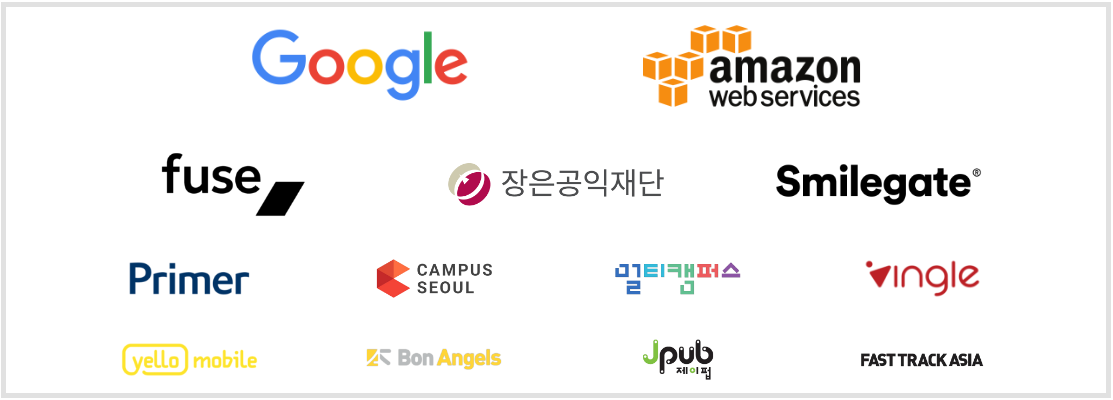 Google
amazon
web services
fuse
장은공익재단
Smilegate®
Primer
CAMPUS
SEOUL
멀티캠퍼스
Vingle
yello mobile
Bon Angels
Jpub
제이펍
FAST TRACK ASIA